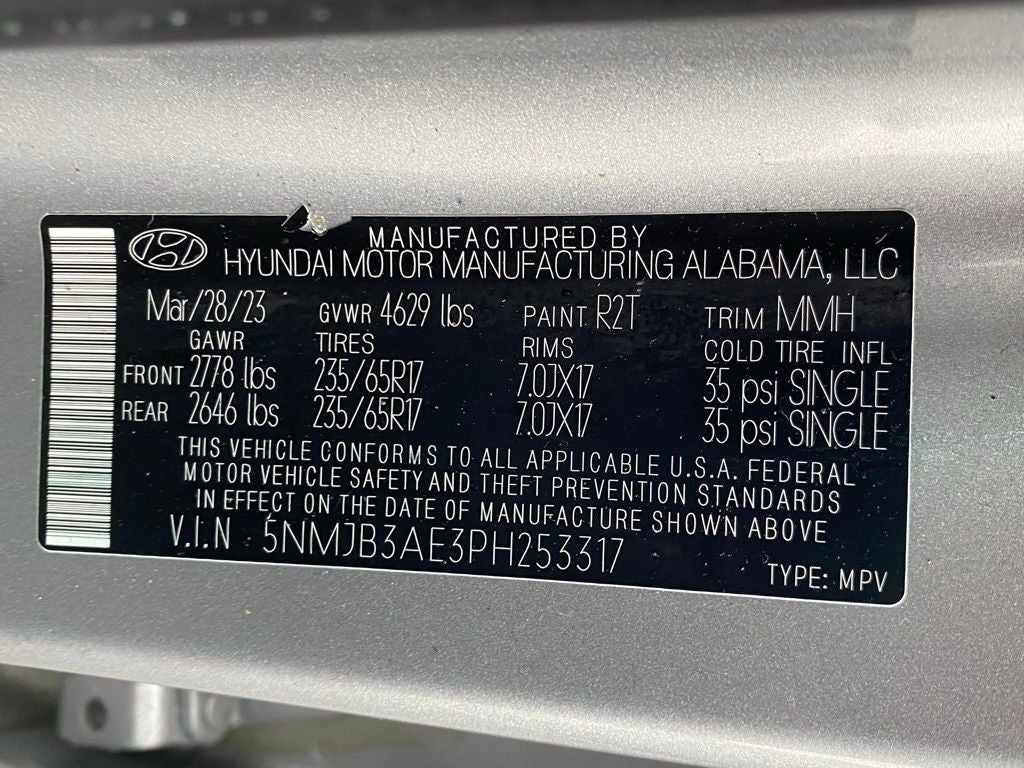 MANUFACTURED BY
HYUNDAI MOTOR MANUFACTURING ALABAMA, LLC
Mar/28/23 GVWR 4629 lbs PAINT R2T TRIM MMH
GAWR TIRES RIMS COLD TIRE INFL
FRONT 2778 lbs 235/65R17 7.0JX17 35 psi SINGLE
REAR 2646 lbs 235/65R17 7.0JX17 35 psi SINGLE
THIS VEHICLE CONFORMS TO ALL APPLICABLE U.S.A. FEDERAL
MOTOR VEHICLE SAFETY AND THEFT PREVENTION STANDARDS
IN EFFECT ON THE DATE OF MANUFACTURE SHOWN ABOVE
V.I.N 5NMJB3AE3PH253317
TYPE: MPV